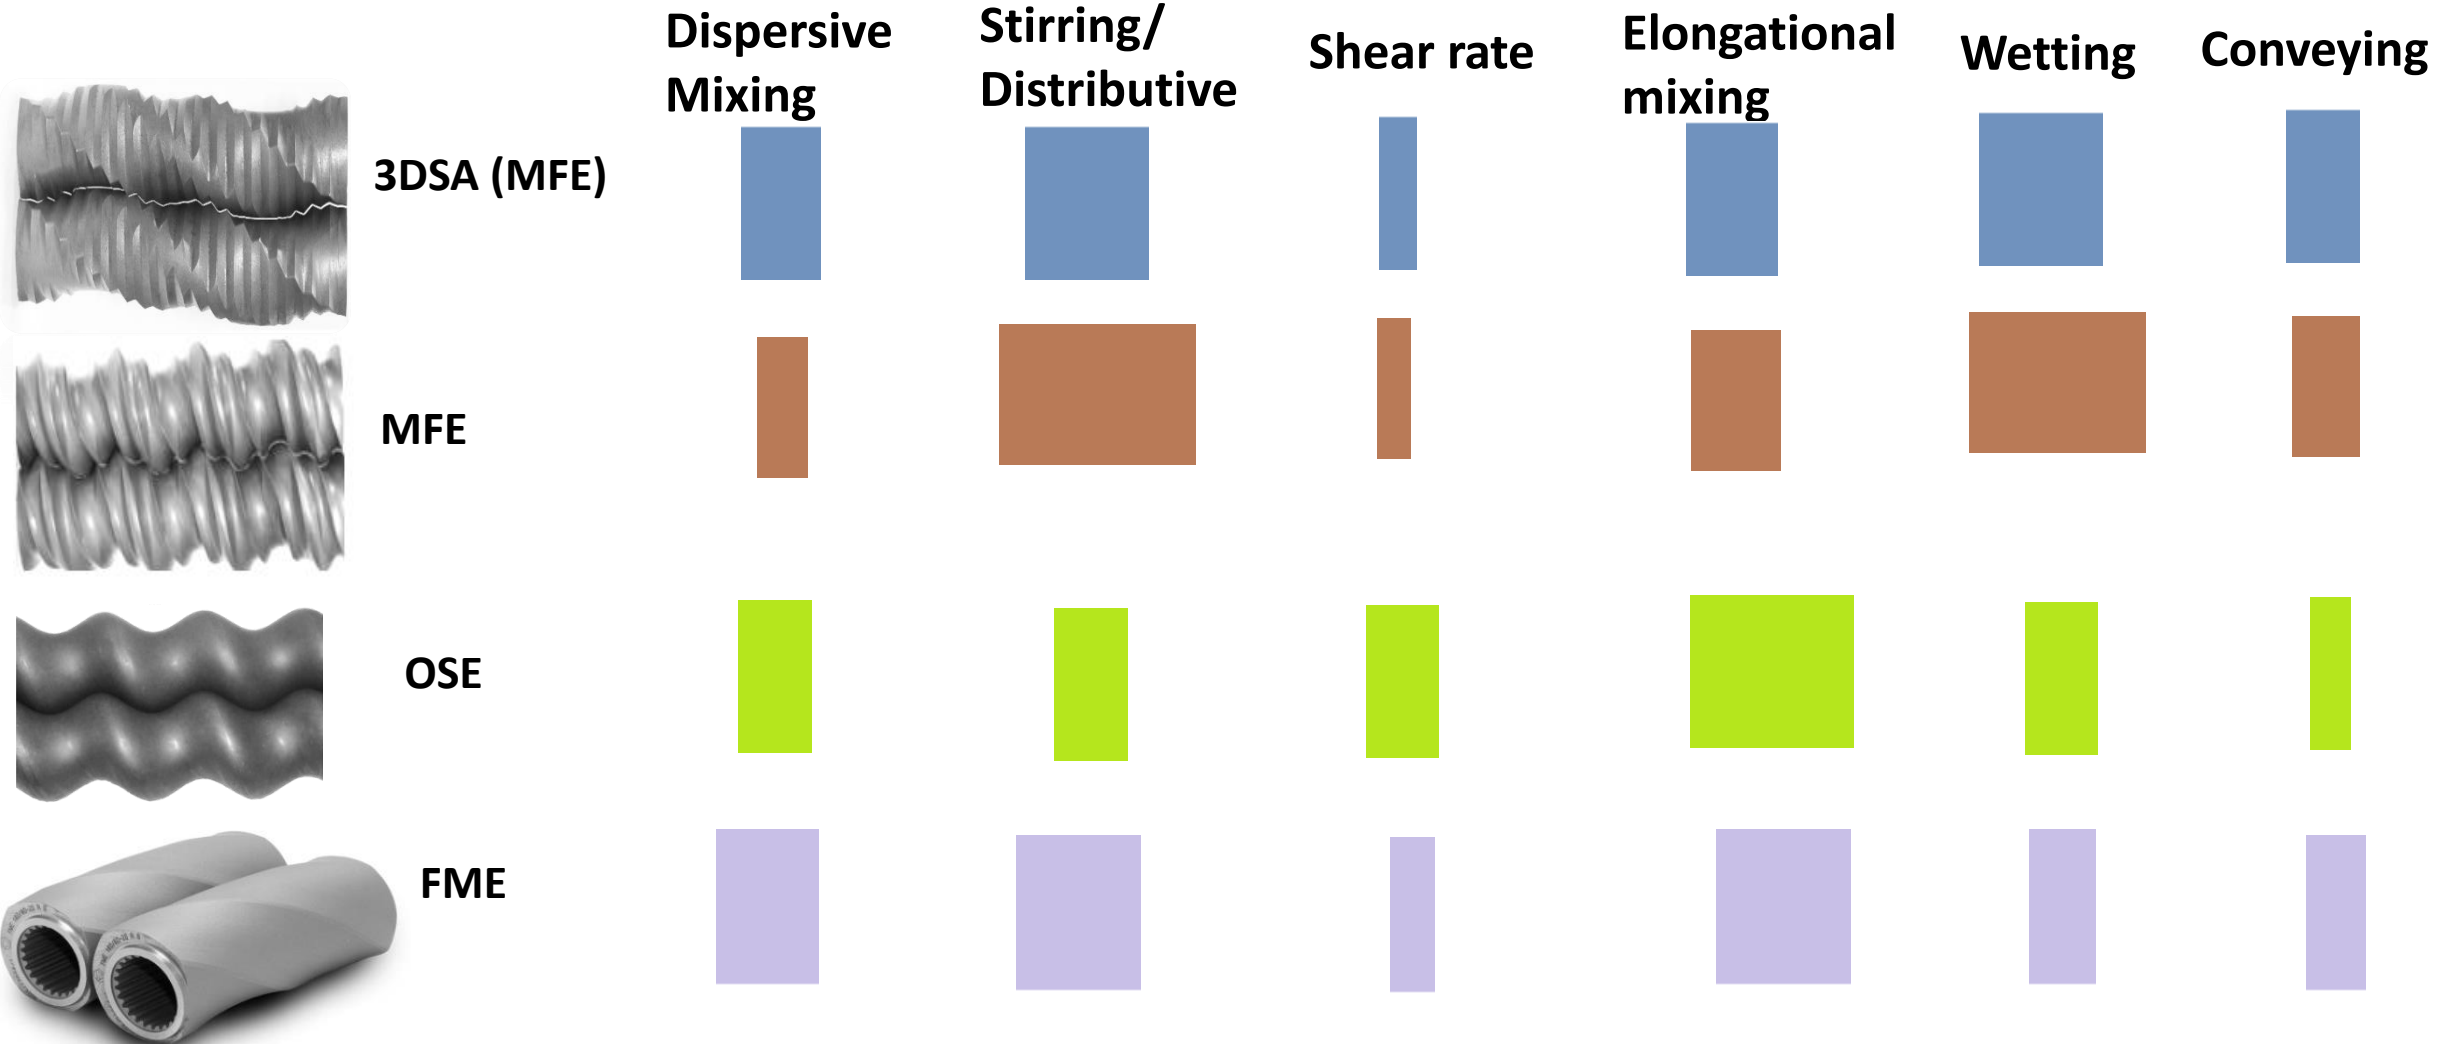 Dispersive
Mixing
Stirring/
Distributive
Shear rate
Elongational
mixing
Wetting
Conveying
3DSA (MFE)
MFE
OSE
FME